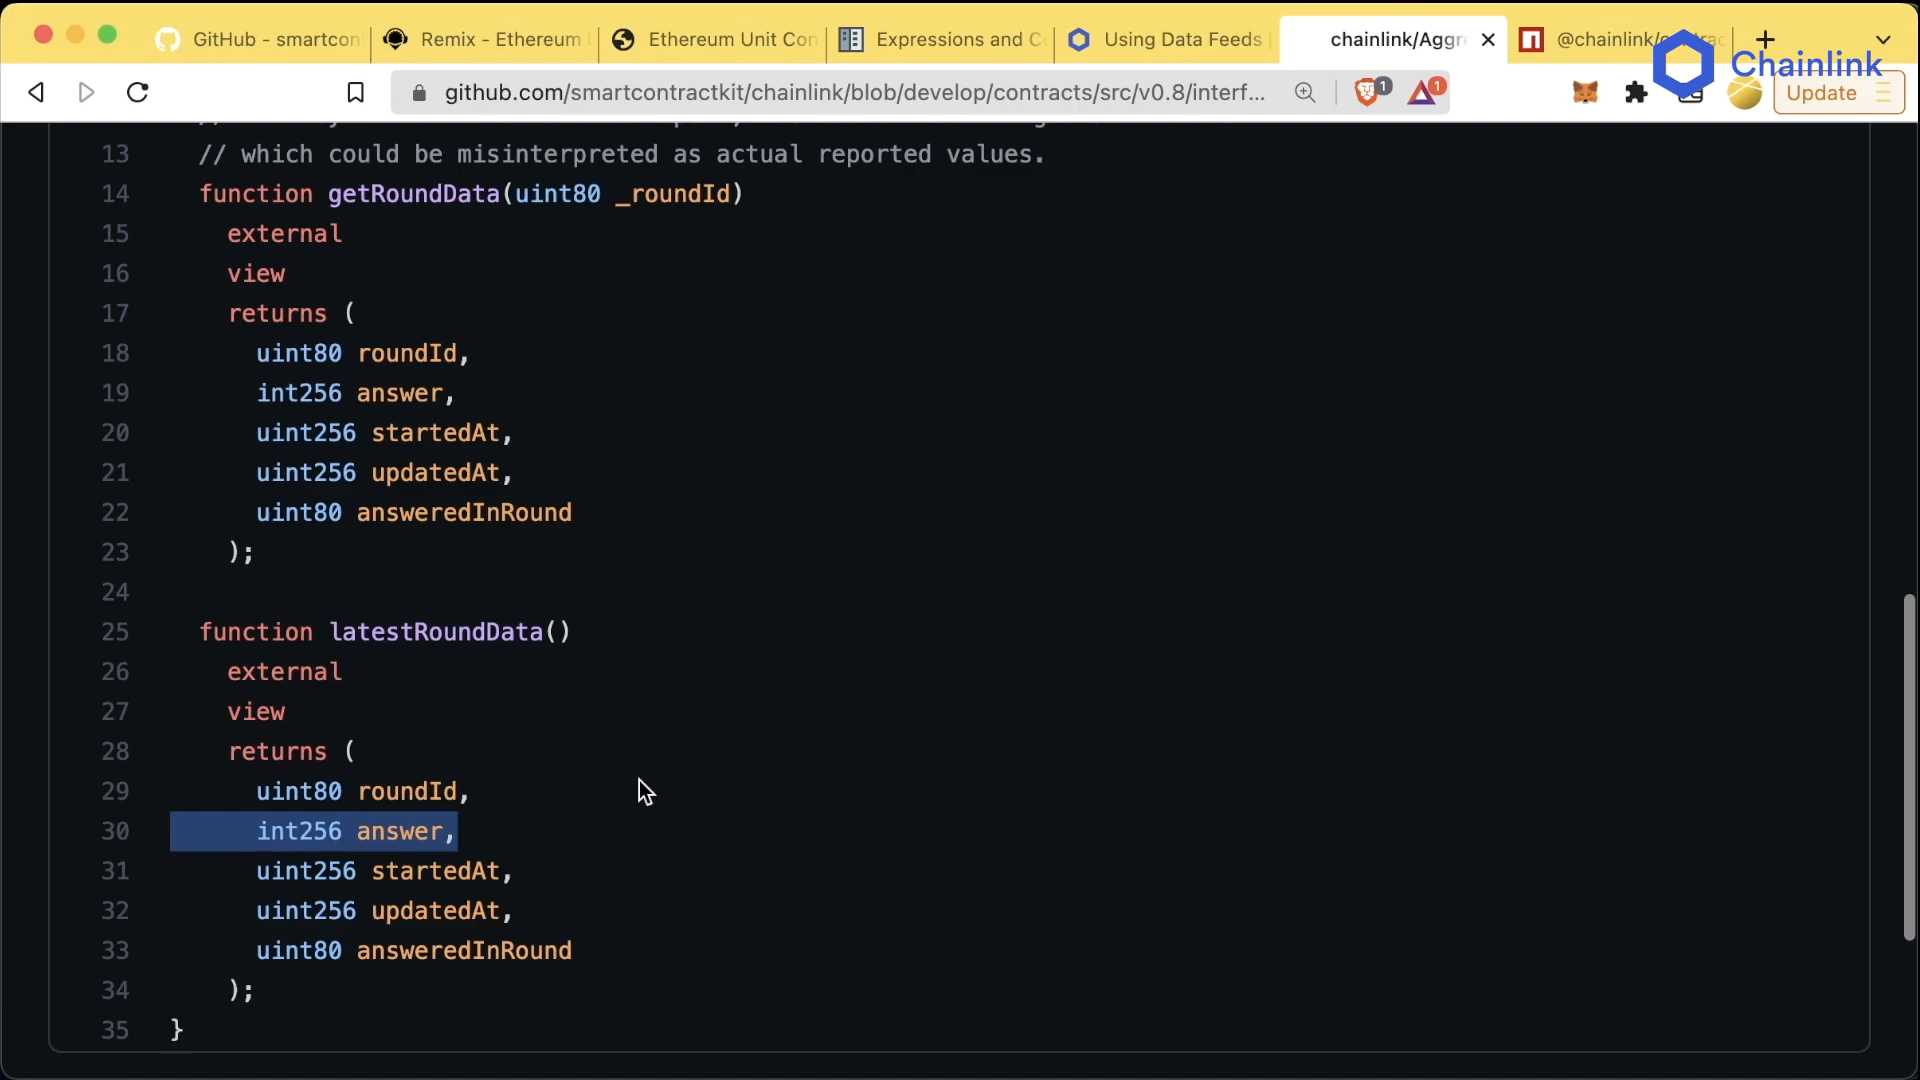 GitHub - smartcon
Remix - Ethereum
Ethereum Unit Con
Expressions and C
Using Data Feeds
chainlink/Aggre
@chainlink/contrac
Chainlink
github.com/smartcontractkit/chainlink/blob/develop/contracts/src/v0.8/interf...
1
1
Update
13 // which could be misinterpreted as actual reported values.
14 function getRoundData(uint80 _roundId)
15 external
16 view
17 returns (
18 uint80 roundId,
19 int256 answer,
20 uint256 startedAt,
21 uint256 updatedAt,
22 uint80 answeredInRound
23 );
24
25 function latestRoundData()
26 external
27 view
28 returns (
29 uint80 roundId,
30 int256 answer,
31 uint256 startedAt,
32 uint256 updatedAt,
33 uint80 answeredInRound
34 );
35 }